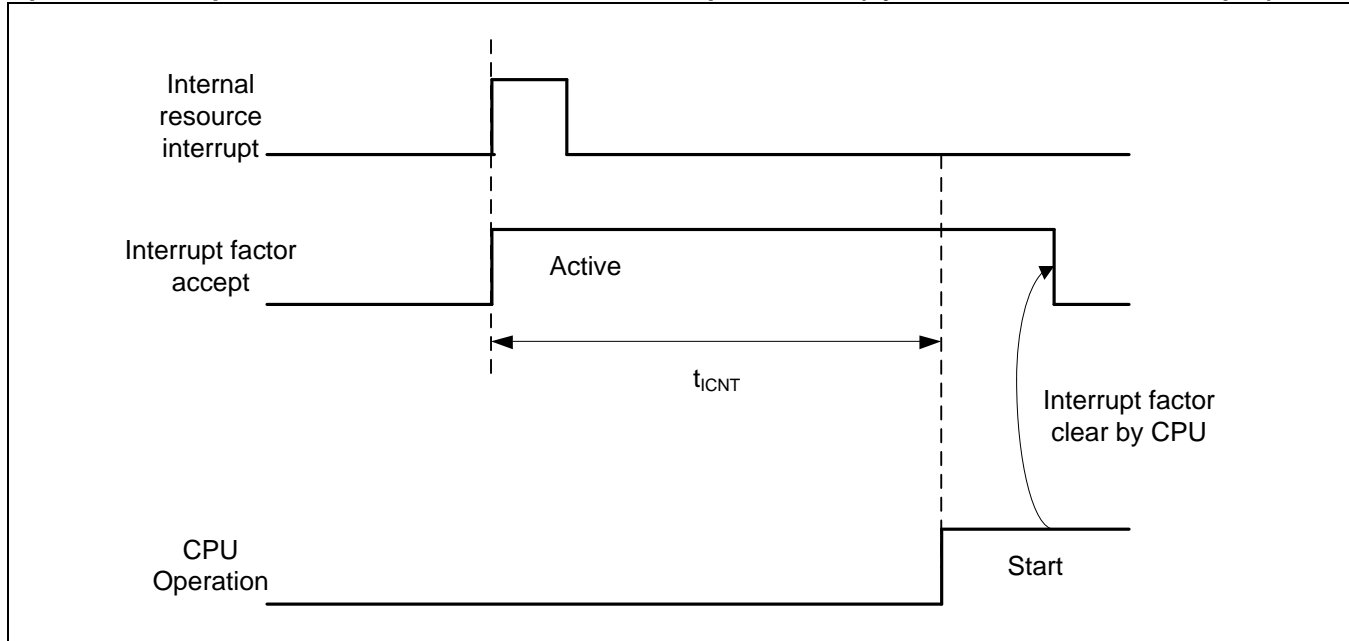 Internal
resource
interrupt
Interrupt factor
accept
Active
tICNT
Interrupt factor
clear by CPU
CPU
Operation
Start